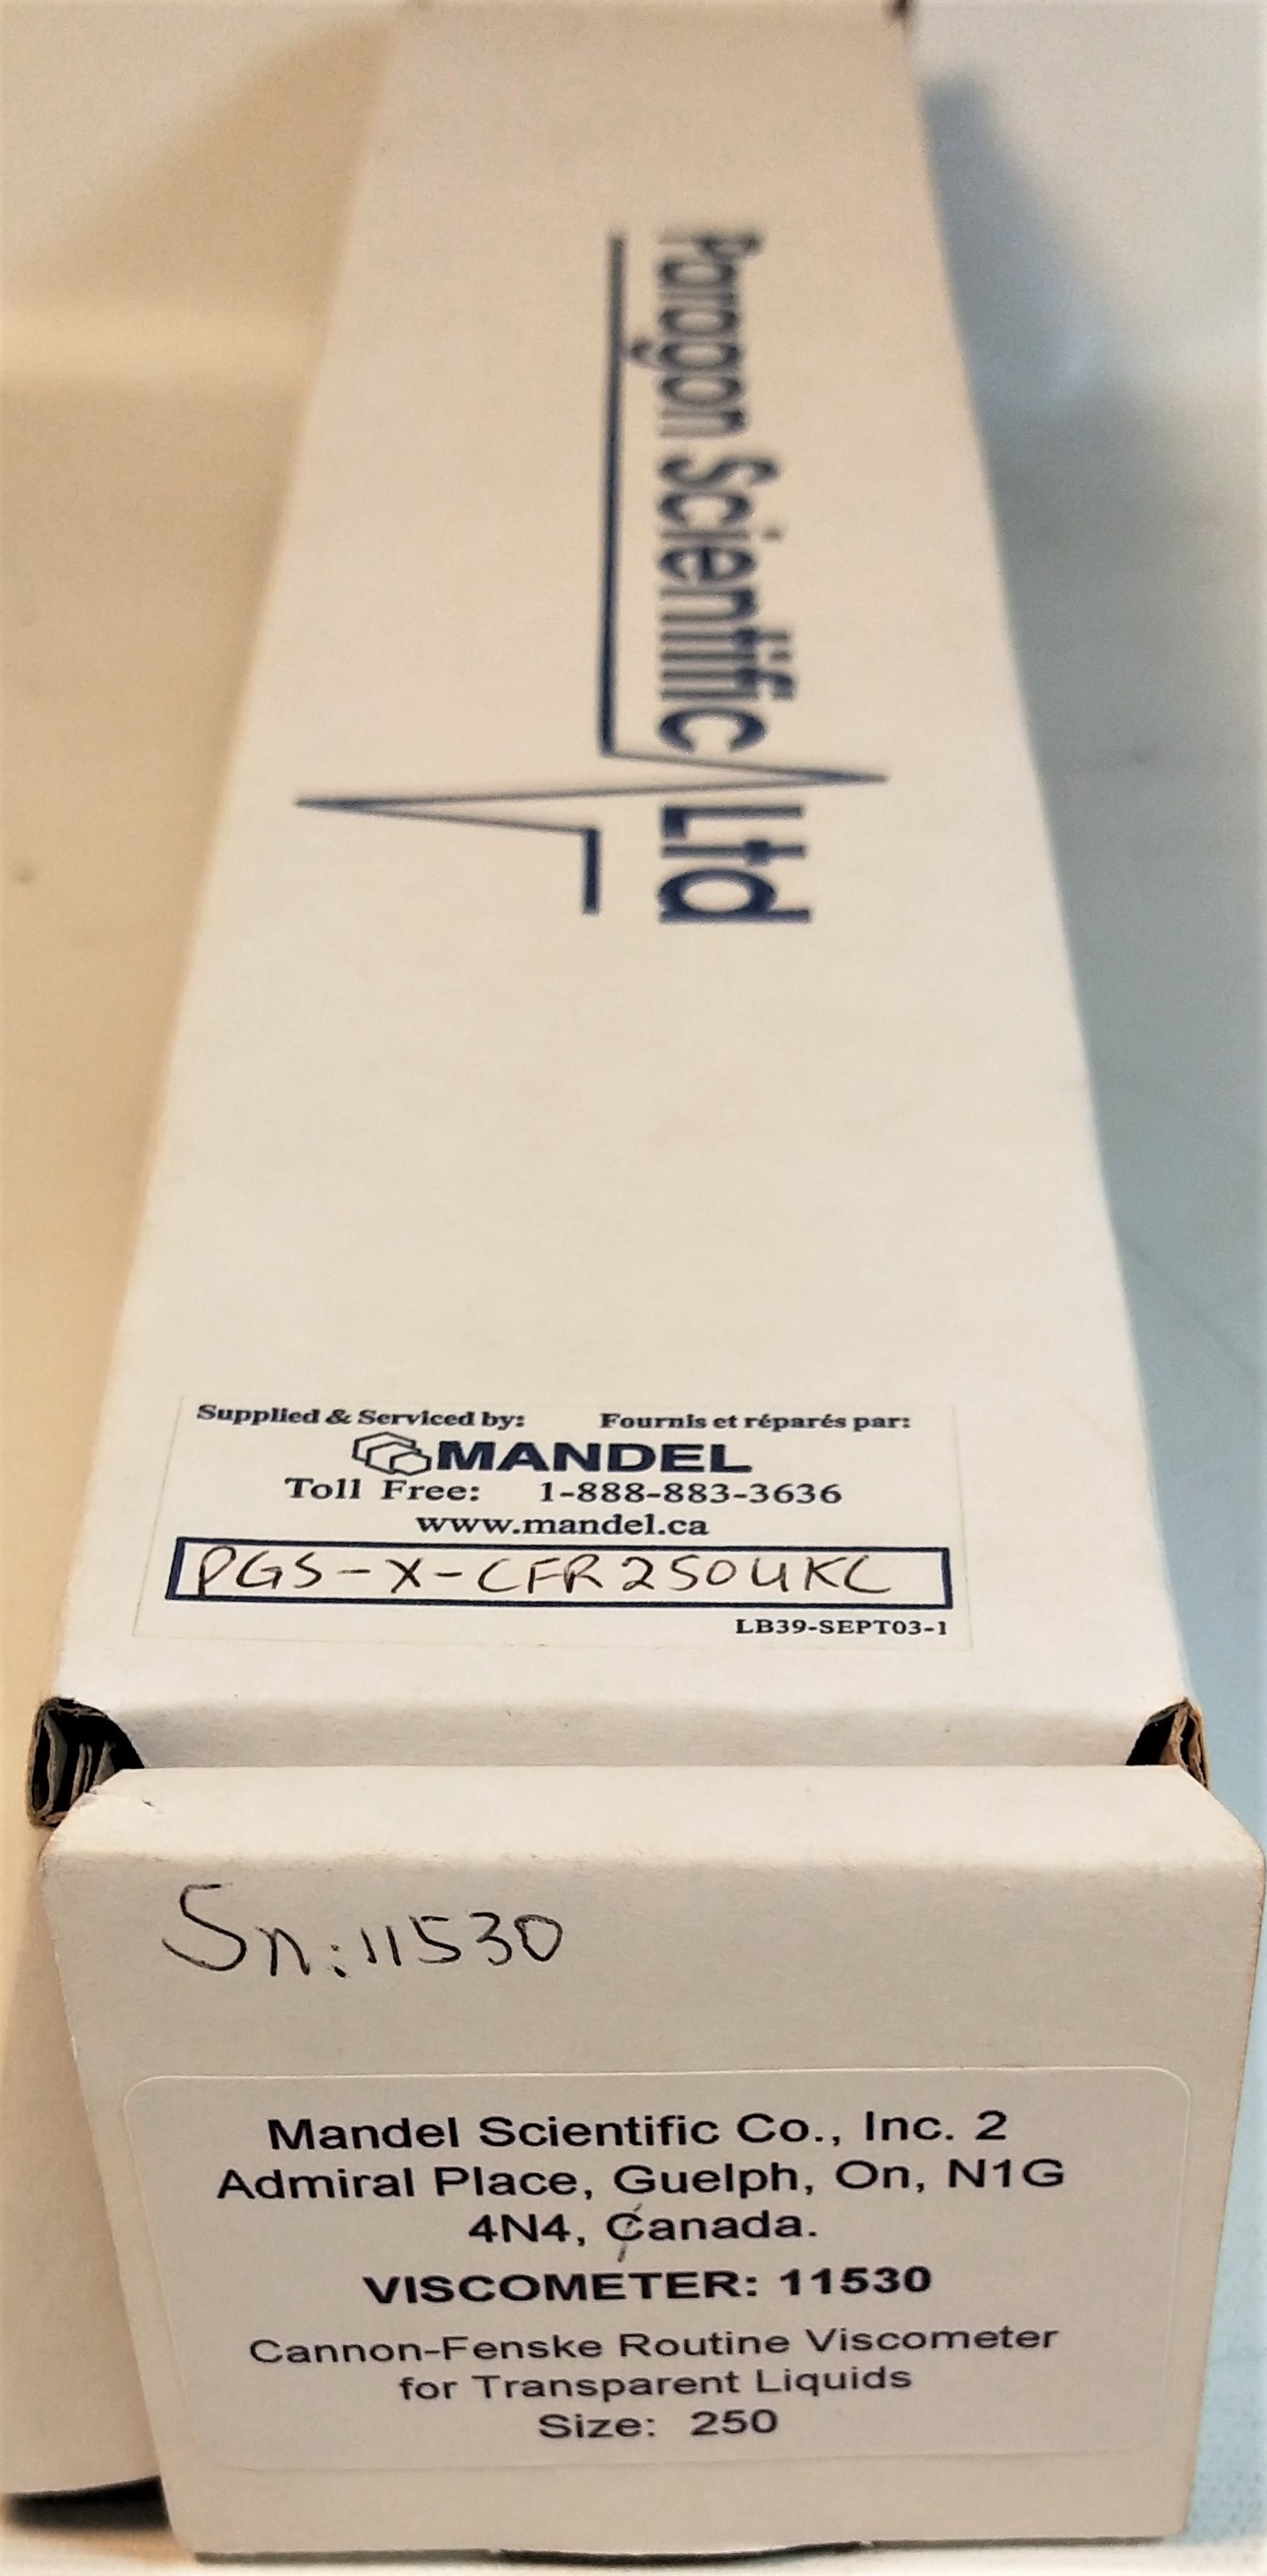 Paragon Scientific Ltd
Supplied & Serviced by: Fournis et réparés par:
MANDEL
Toll Free: 1-888-883-3636
www.mandel.ca
PGS-X-CFR250UKC
LB39-SEPT03-1
Sn: 11530
Mandel Scientific Co., Inc. 2
Admiral Place, Guelph, On, N1G
4N4, Canada.
VISCOMETER: 11530
Cannon-Fenske Routine Viscometer
for Transparent Liquids
Size: 250